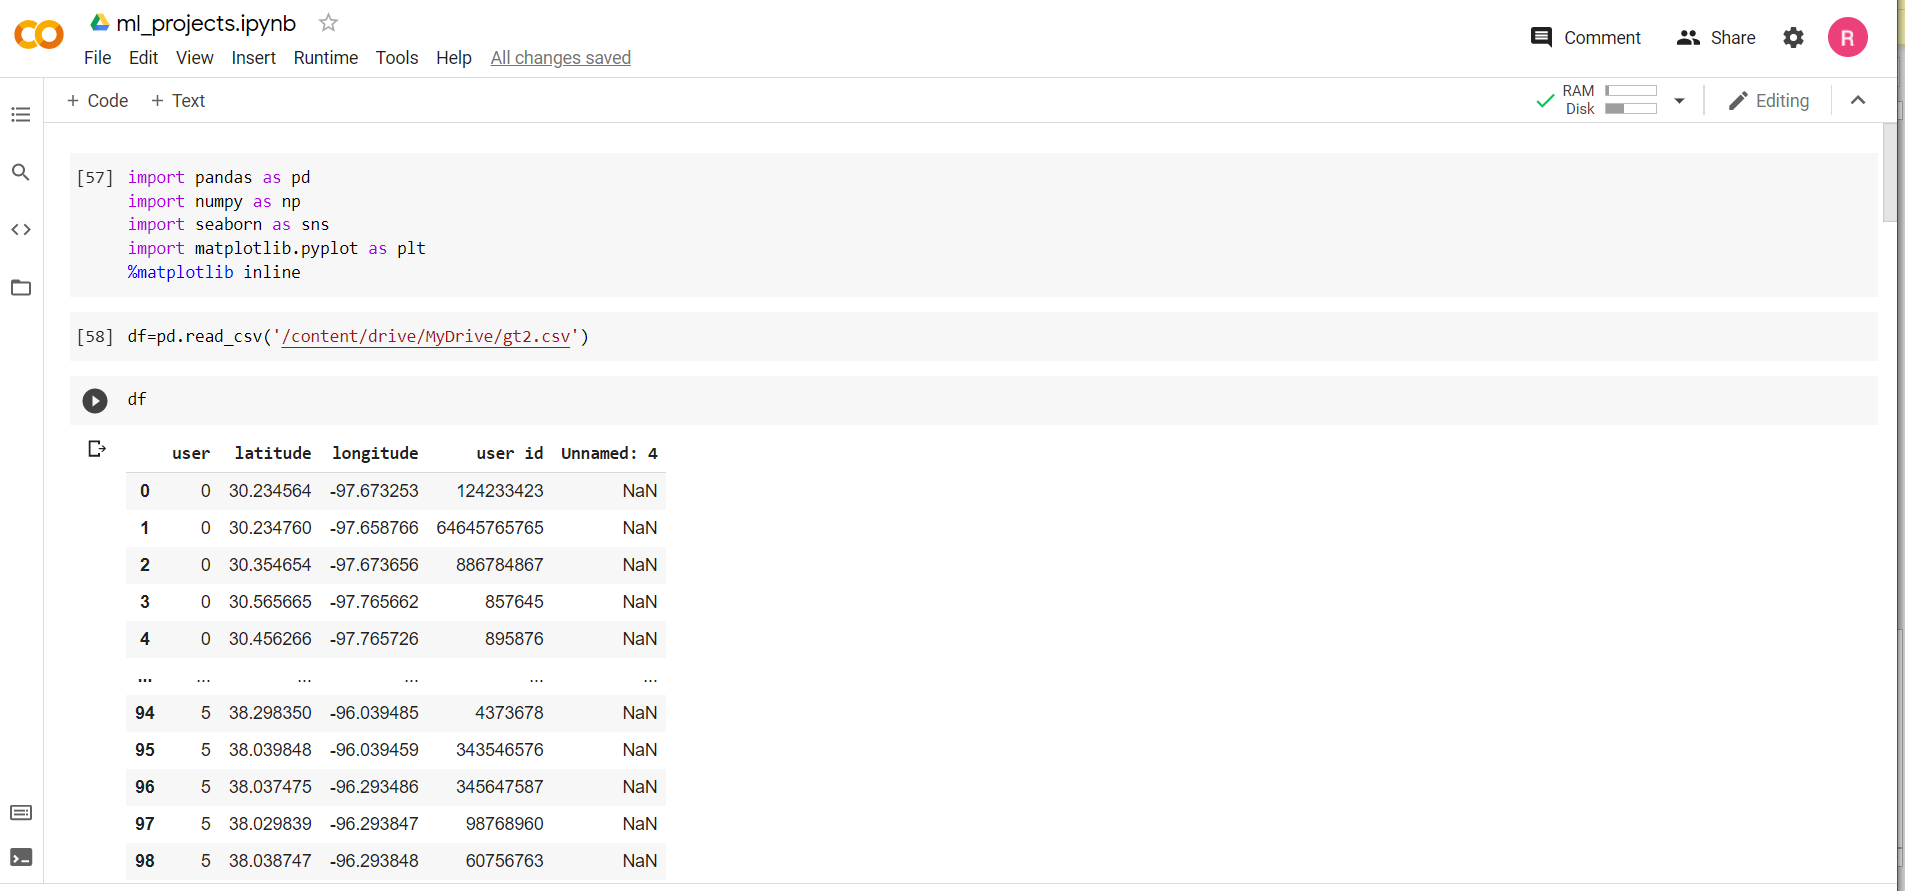 ml_projects.ipynb
File Edit View Insert Runtime Tools Help All changes saved
Comment Share R
+ Code + Text
RAM
Disk
Editing
[57] import pandas as pd
import numpy as np
import seaborn as sns
import matplotlib.pyplot as plt
%matplotlib inline
[58] df=pd.read_csv('/content/drive/MyDrive/gt2.csv')
df
user latitude longitude user id Unnamed: 4
0 0 30.234564 -97.673253 124233423 NaN
1 0 30.234760 -97.658766 64645765765 NaN
2 0 30.354654 -97.673656 886784867 NaN
3 0 30.565665 -97.765662 857645 NaN
4 0 30.456266 -97.765726 895876 NaN
... ... ... ... ... ...
94 5 38.298350 -96.039485 4373678 NaN
95 5 38.039848 -96.039459 343546576 NaN
96 5 38.037475 -96.293486 345647587 NaN
97 5 38.029839 -96.293847 98768960 NaN
98 5 38.038747 -96.293848 60756763 NaN